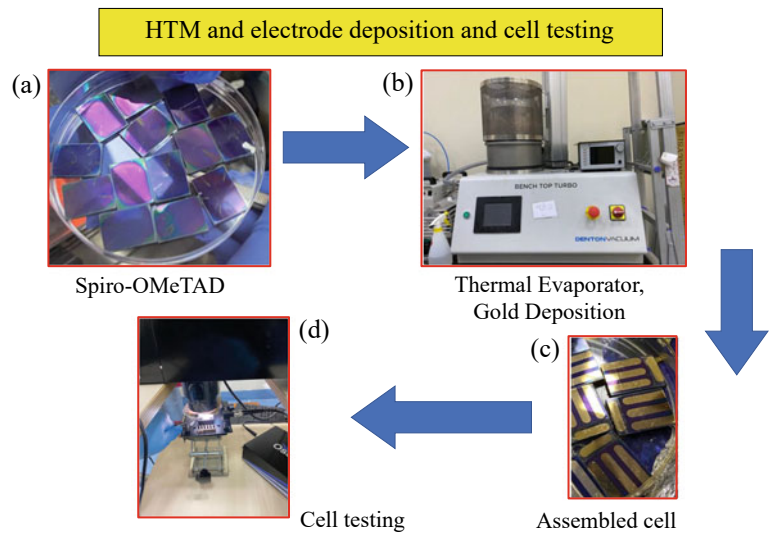 HTM and electrode deposition and cell testing
(a)
(b)
BENCH TOP TURBO
DENTONVACUUM
Spiro-OMeTAD
Thermal Evaporator,
Gold Deposition
(d)
(c)
Cell testing
Assembled cell